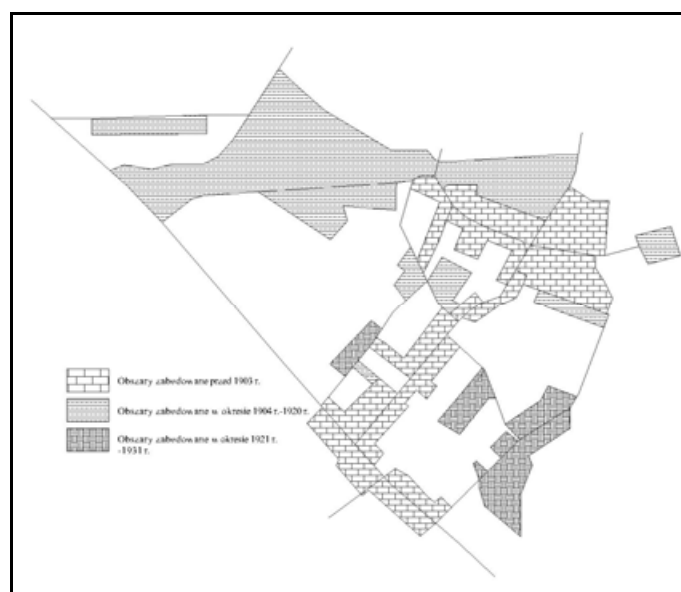 Obszary zabudowane przed 1903 r.
Obszary zabudowane w okresie 1904 r.-1920 r.
Obszary zabudowane w okresie 1921 r.
-1931 r.